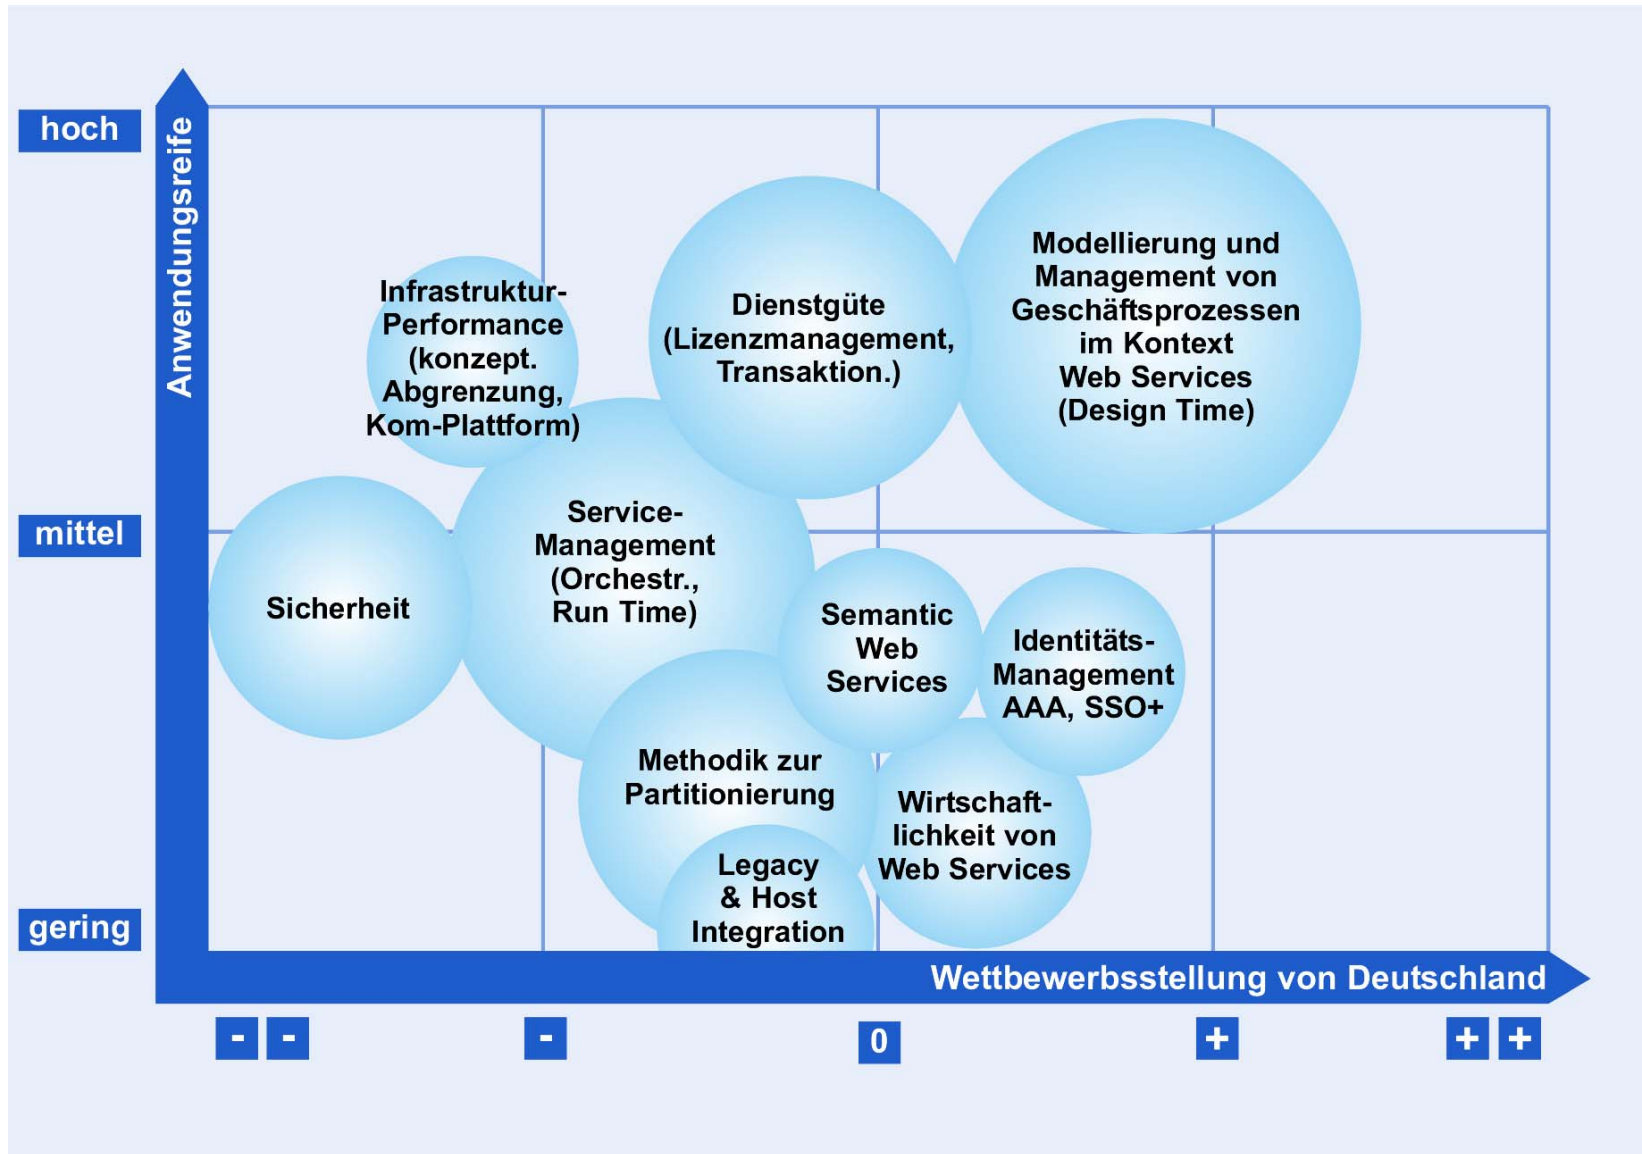 hoch
mittel
gering
Anwendungsreife
Infrastruktur-
Performance
(konzept.
Abgrenzung,
Kom-Plattform)
Dienstgüte
(Lizenzmanagement,
Transaktion.)
Modellierung und
Management von
Geschäftsprozessen
im Kontext
Web Services
(Design Time)
Sicherheit
Service-
Management
(Orchestr.,
Run Time)
Semantic
Web
Services
Identitäts-
Management
AAA, SSO+
Methodik zur
Partitionierung
Wirtschaft-
lichkeit von
Web Services
Legacy
& Host
Integration
Wettbewerbsstellung von Deutschland
- - - 0 + + +